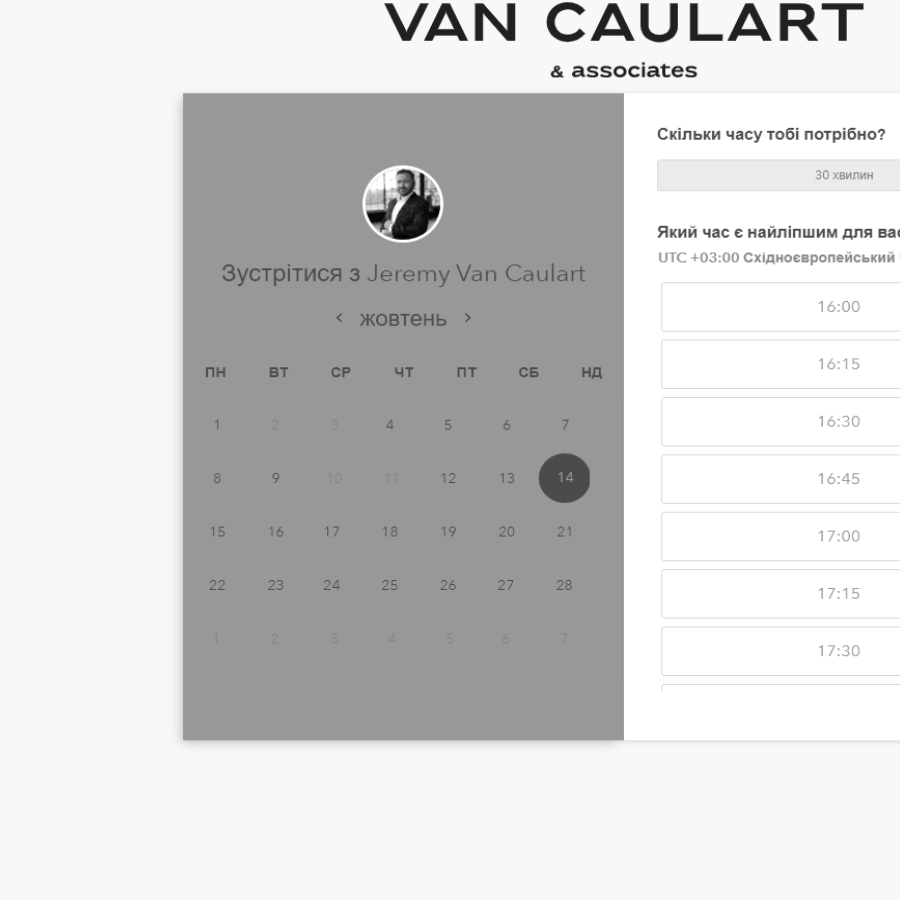 VAN CAULART
& associates
Зустрітися з Jeremy Van Caulart
жовтень
ПН ВТ СР ЧТ ПТ СБ НД
1 2 3 4 5 6 7
8 9 10 11 12 13 14
15 16 17 18 19 20 21
22 23 24 25 26 27 28
1 2 3 4 5 6 7
Скільки часу тобі потрібно?
30 хвилин
Який час є найліпшим для вас
UTC +03:00 Східноєвропейський
16:00
16:15
16:30
16:45
17:00
17:15
17:30